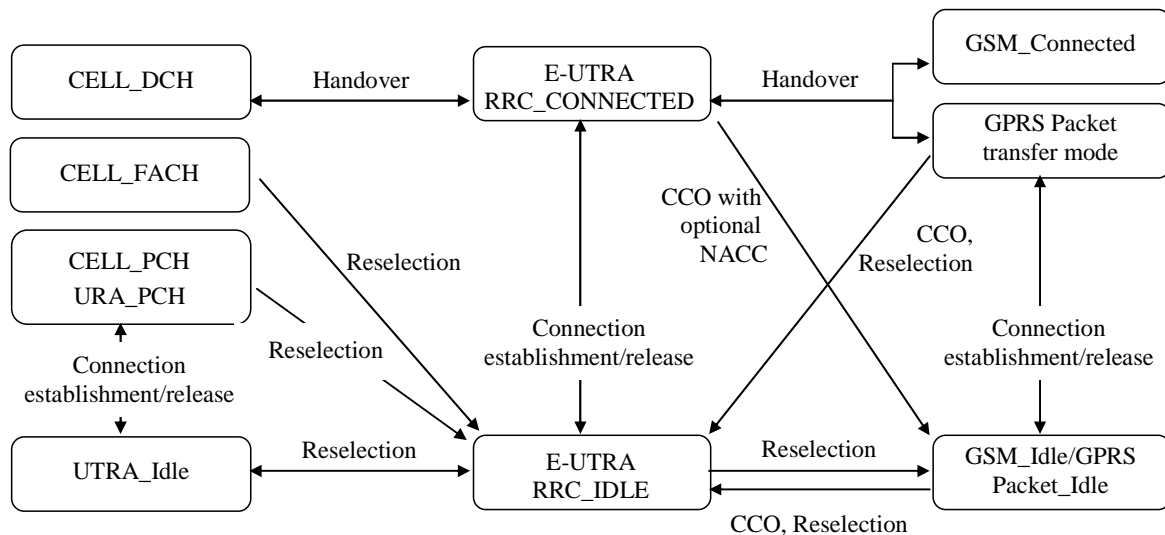 CELL_DCH
Handover
E-UTRA
RRC_CONNECTED
Handover
GSM_Connected
GPRS Packet
transfer mode
CELL_FACH
CCO with
optional
NACC
CCO,
Reselection
CELL_PCH
URA_PCH
Reselection
Reselection
Connection
establishment/release
Connection
establishment/release
Connection
establishment/release
UTRA_Idle
Reselection
E-UTRA
RRC_IDLE
Reselection
GSM_Idle/GPRS
Packet_Idle
CCO, Reselection